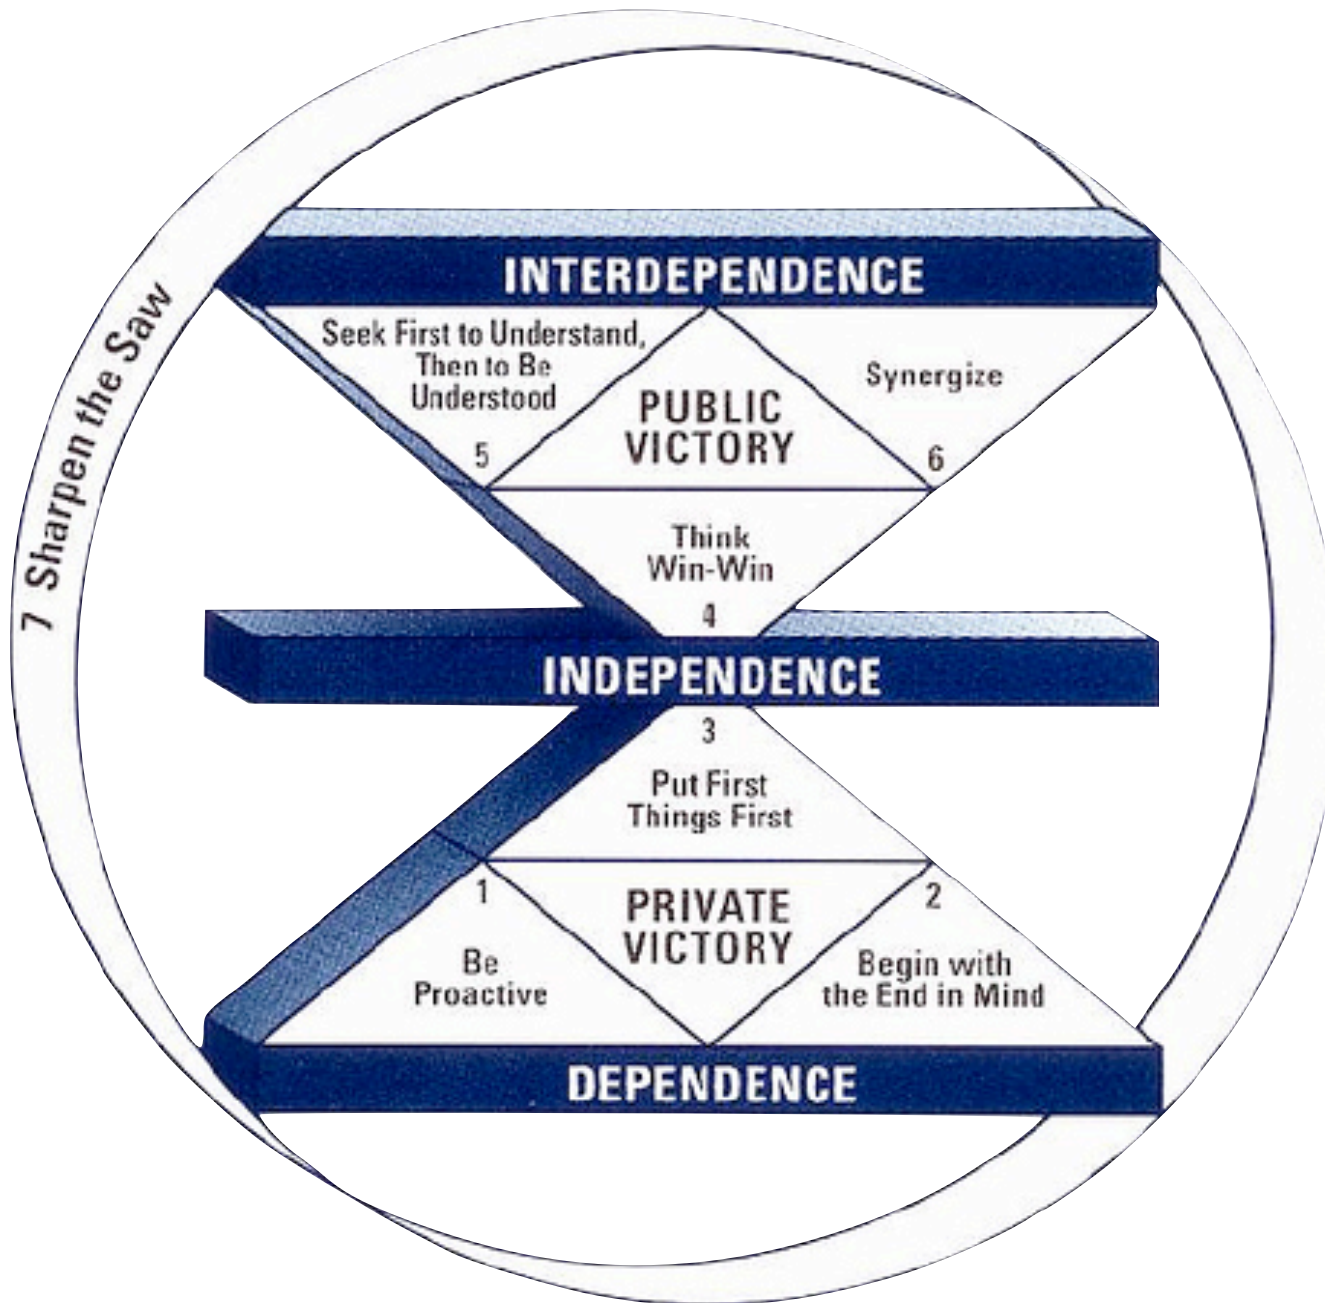 7 Sharpen the Saw
INTERDEPENDENCE
Seek First to Understand,
Then to Be
Understood
5
PUBLIC
VICTORY
Synergize
6
Think
Win-Win
4
INDEPENDENCE
3
Put First
Things First
1
Be
Proactive
PRIVATE
VICTORY
2
Begin with
the End in Mind
DEPENDENCE